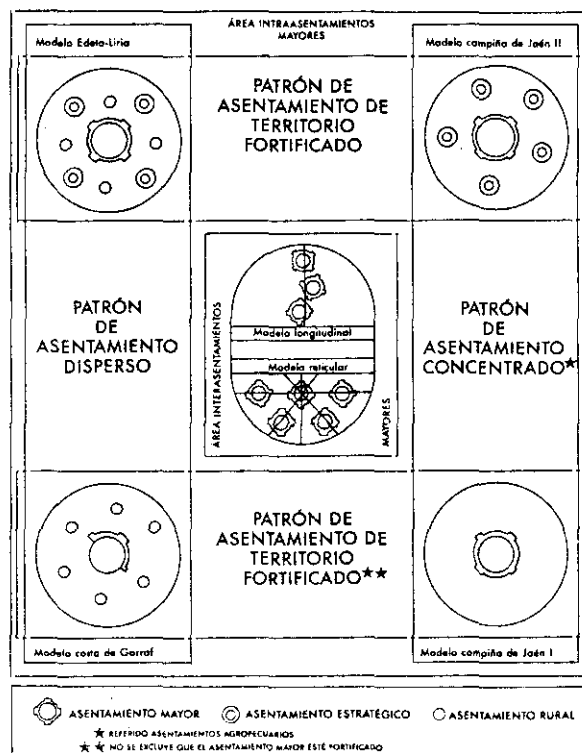 ÁREA INTRAASENTAMIENTOS
MAYORES
Modelo Edeta-Liria
Modelo campiña de Jaén II
PATRÓN DE
ASENTAMIENTO DE
TERRITORIO
FORTIFICADO
PATRÓN
DE
ASENTAMIENTO
DISPERSO
ÁREA INTERASENTAMIENTOS
Modelo longitudinal
Modelo reticular
MAYORES
PATRÓN
DE
ASENTAMIENTO
CONCENTRADO★
PATRÓN DE
ASENTAMIENTO DE
TERRITORIO
FORTIFICADO★★
Modelo costa de Garraf
Modelo campiña de Jaén I
ASENTAMIENTO MAYOR ASENTAMIENTO ESTRATÉGICO ASENTAMIENTO RURAL
★ REFERIDO ASENTAMIENTOS AGROPECUARIOS
★★ NO SE EXCLUYE QUE EL ASENTAMIENTO MAYOR ESTÉ FORTIFICADO